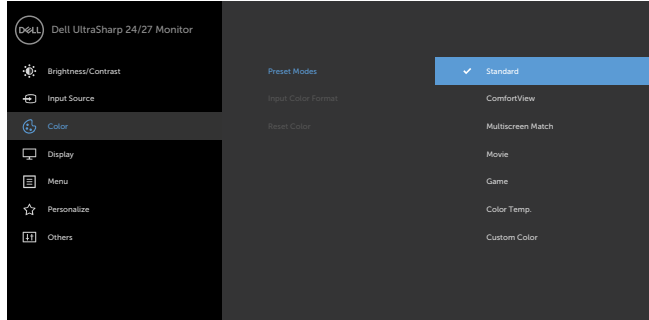 DELL Dell UltraSharp 24/27 Monitor
Brightness/Contrast Preset Modes Standard
Input Source Input Color Format ComfortView
Color Reset Color Multiscreen Match
Display Movie
Menu Game
Personalize Color Temp.
Others Custom Color